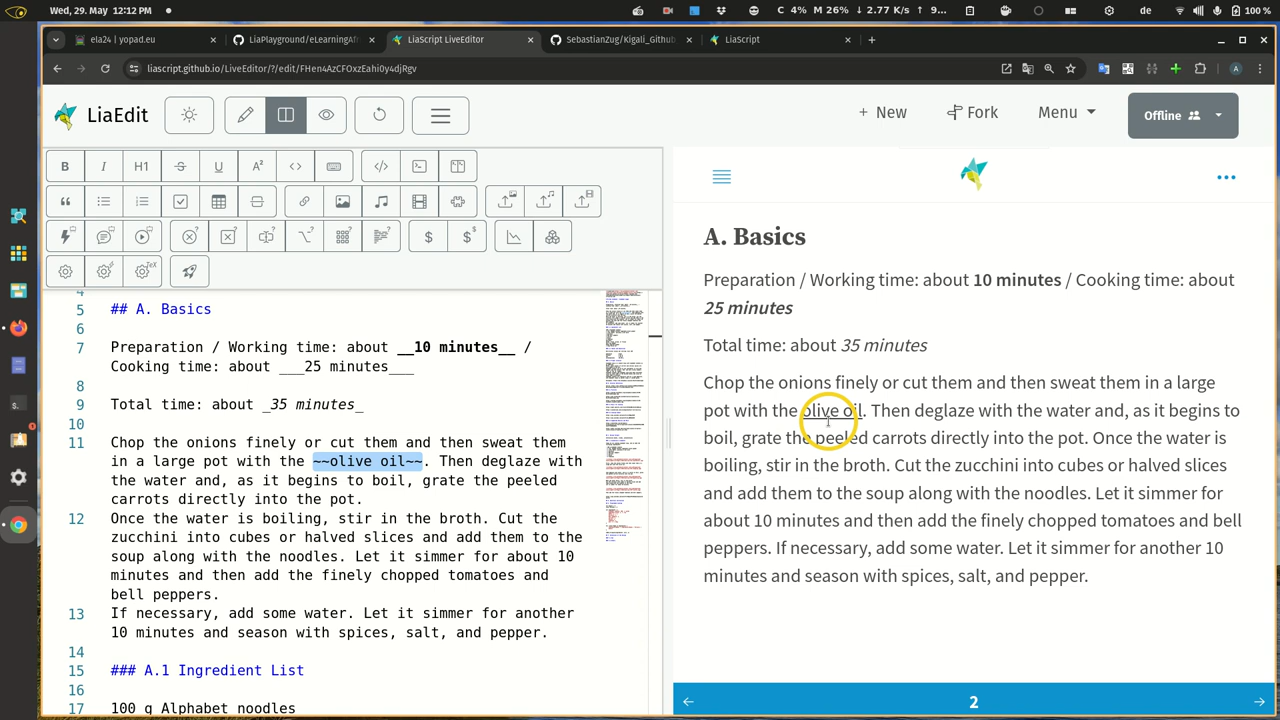 Wed, 29. May 12:12 PM
C 4% M 26% ↓ 2.77 K/s ↑ 9...
100 %
ela24 | yopad.eu
LiaPlayground/eLearningAfr
LiaScript LiveEditor
SebastianZug/Kigali_Github
LiaScript
liascript.github.io/LiveEditor/?/edit/FHen4AzCFOxzEahi0y4djRgv
A
LiaEdit
+ New
Fork
Menu
Offline
B I H1 S U A²
$ $
TeX
4
5 ## A. Basics
6
Preparation / Working time: about __10 minutes__ /
Cooking time: about ___25 minutes___
8
Total time: about _35
10
11 Chop the onions finely or cut them and then sweat them
in a large pot with the oil~~. Then deglaze with
the water and as it begins to boil, grate the peeled
carrots directly into the pot.
12 Once the water is boiling, in the broth. Cut the
zucchini into cubes or halved slices and add them to the
soup along with the noodles. Let it simmer for about 10
minutes and then add the finely chopped tomatoes and
bell peppers.
13 If necessary, add some water. Let it simmer for another
10 minutes and season with spices, salt, and pepper.
14
15 ### A.1 Ingredient List
16
17 100 g Alphabet noodles
A. Basics
Preparation / Working time: about 10 minutes / Cooking time: about
25 minutes
Total time: about 35 minutes
Chop the onions finely or cut them and then sweat them in a large
pot with the olive oil. Then deglaze with the water and as it begins to
boil, grate the peeled carrots directly into the pot. Once the water is
boiling, stir in the broth. Cut the zucchini into cubes or halved slices
and add them to the soup along with the noodles. Let it simmer for
about 10 minutes and then add the finely chopped tomatoes and bell
peppers. If necessary, add some water. Let it simmer for another 10
minutes and season with spices, salt, and pepper.
2